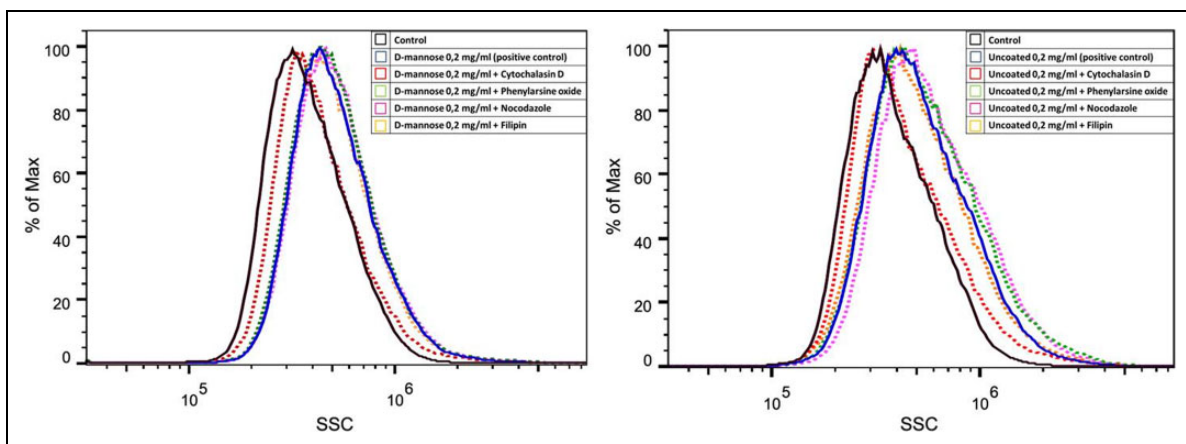 Control
D-mannose 0,2 mg/ml (positive control)
D-mannose 0,2 mg/ml + Cytochalasin D
D-mannose 0,2 mg/ml + Phenylarsine oxide
D-mannose 0,2 mg/ml + Nocodazole
D-mannose 0,2 mg/ml + Filipin
100
80
60
40
20
0
% of Max
10^5
10^6
SSC
Control
Uncoated 0,2 mg/ml (positive control)
Uncoated 0,2 mg/ml + Cytochalasin D
Uncoated 0,2 mg/ml + Phenylarsine oxide
Uncoated 0,2 mg/ml + Nocodazole
Uncoated 0,2 mg/ml + Filipin
100
80
60
40
20
0
% of Max
10^5
10^6
SSC